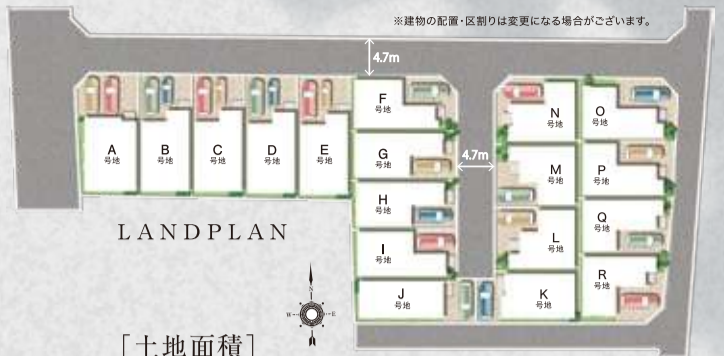 ※建物の配置・区割りは変更になる場合がございます。
4.7m
F
号地
O
号地
N
号地
A
号地
B
号地
C
号地
D
号地
E
号地
G
号地
4.7m
M
号地
P
号地
H
号地
Q
号地
LANDPLAN
I
号地
L
号地
R
号地
J
号地
K
号地
N
W
E
[土地面積]